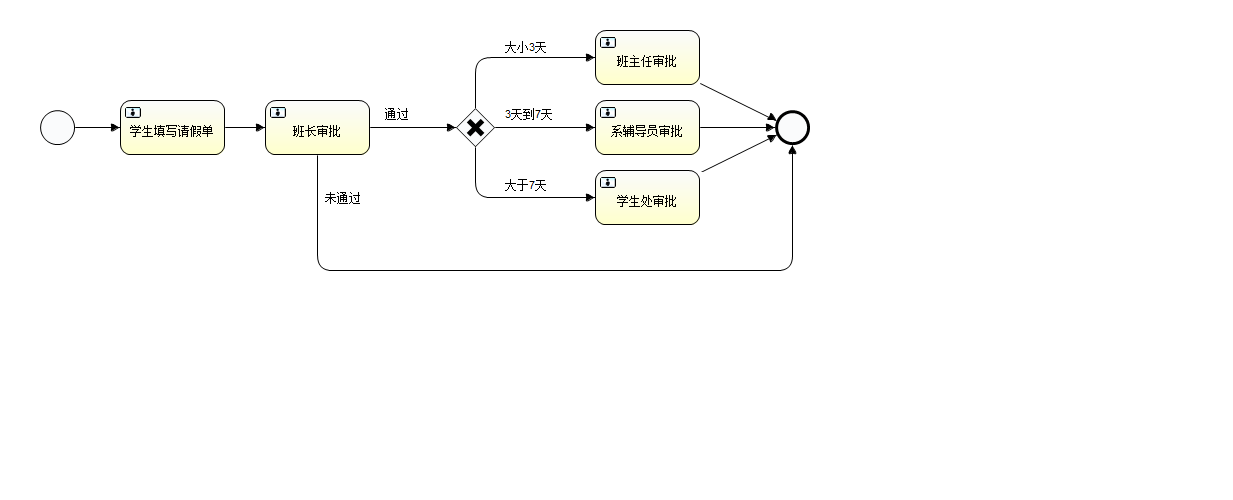 大小3天
班主任审批
学生填写请假单
班长审批
通过
3天到7天
系辅导员审批
未通过
大于7天
学生处审批